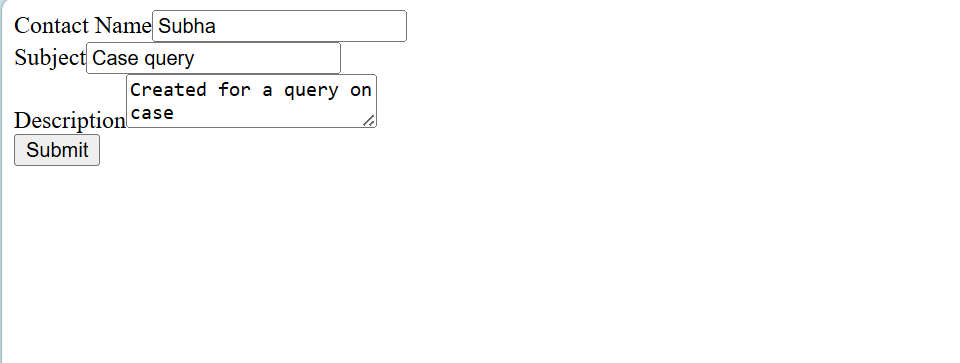 Contact Name Subha
Subject Case query
Description Created for a query on
case
Submit